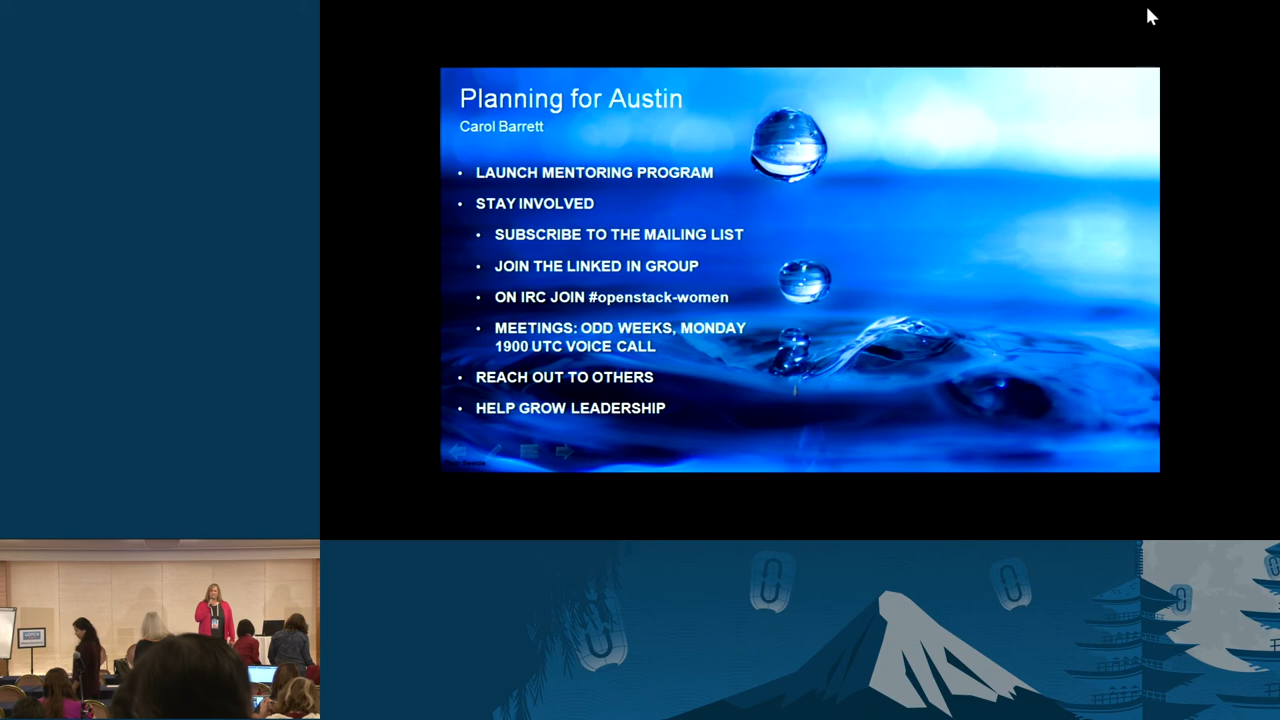 Planning for Austin
Carol Barrett
• LAUNCH MENTORING PROGRAM
• STAY INVOLVED
• SUBSCRIBE TO THE MAILING LIST
• JOIN THE LINKED IN GROUP
• ON IRC JOIN #openstack-women
• MEETINGS: ODD WEEKS, MONDAY
1900 UTC VOICE CALL
• REACH OUT TO OTHERS
• HELP GROW LEADERSHIP